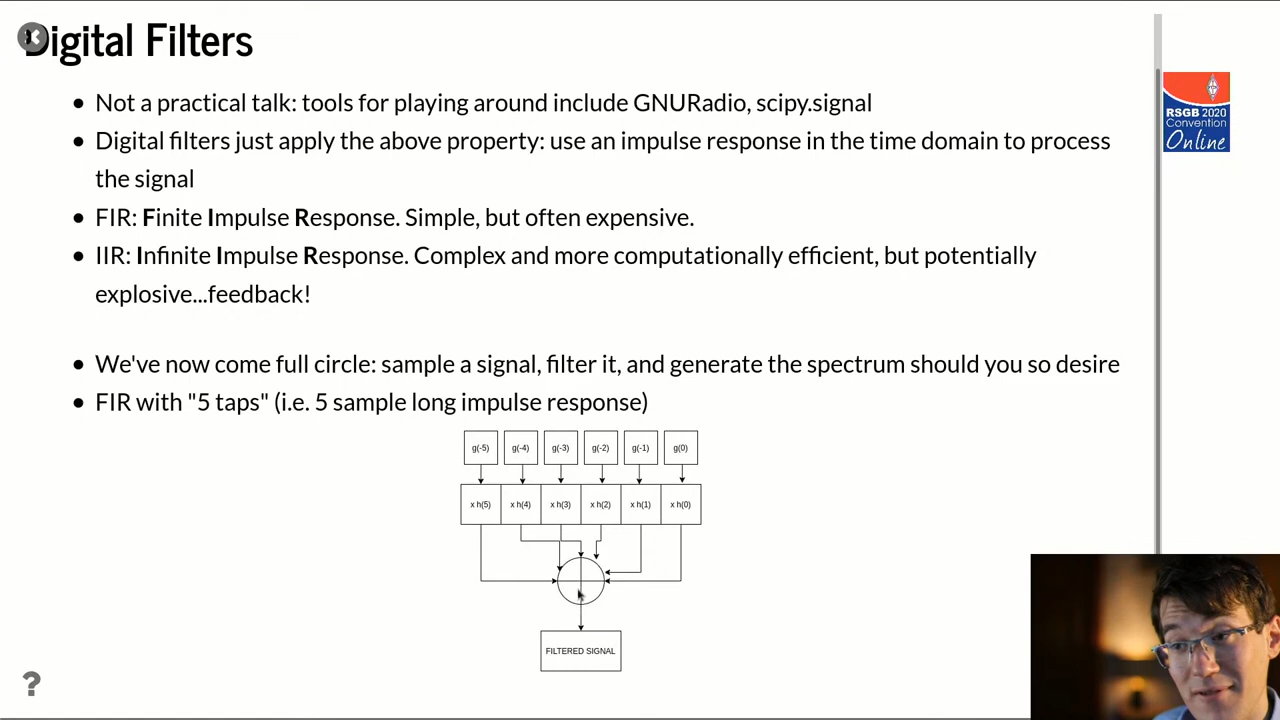 Digital Filters
Not a practical talk: tools for playing around include GNURadio, scipy.signal
Digital filters just apply the above property: use an impulse response in the time domain to process
the signal
FIR: Finite Impulse Response. Simple, but often expensive.
IIR: Infinite Impulse Response. Complex and more computationally efficient, but potentially
explosive...feedback!
We've now come full circle: sample a signal, filter it, and generate the spectrum should you so desire
FIR with "5 taps" (i.e. 5 sample long impulse response)
g(-5) g(-4) g(-3) g(-2) g(-1) g(0)
x h(5) x h(4) x h(3) x h(2) x h(1) x h(0)
FILTERED SIGNAL
RSGB 2020
Convention
Online
?